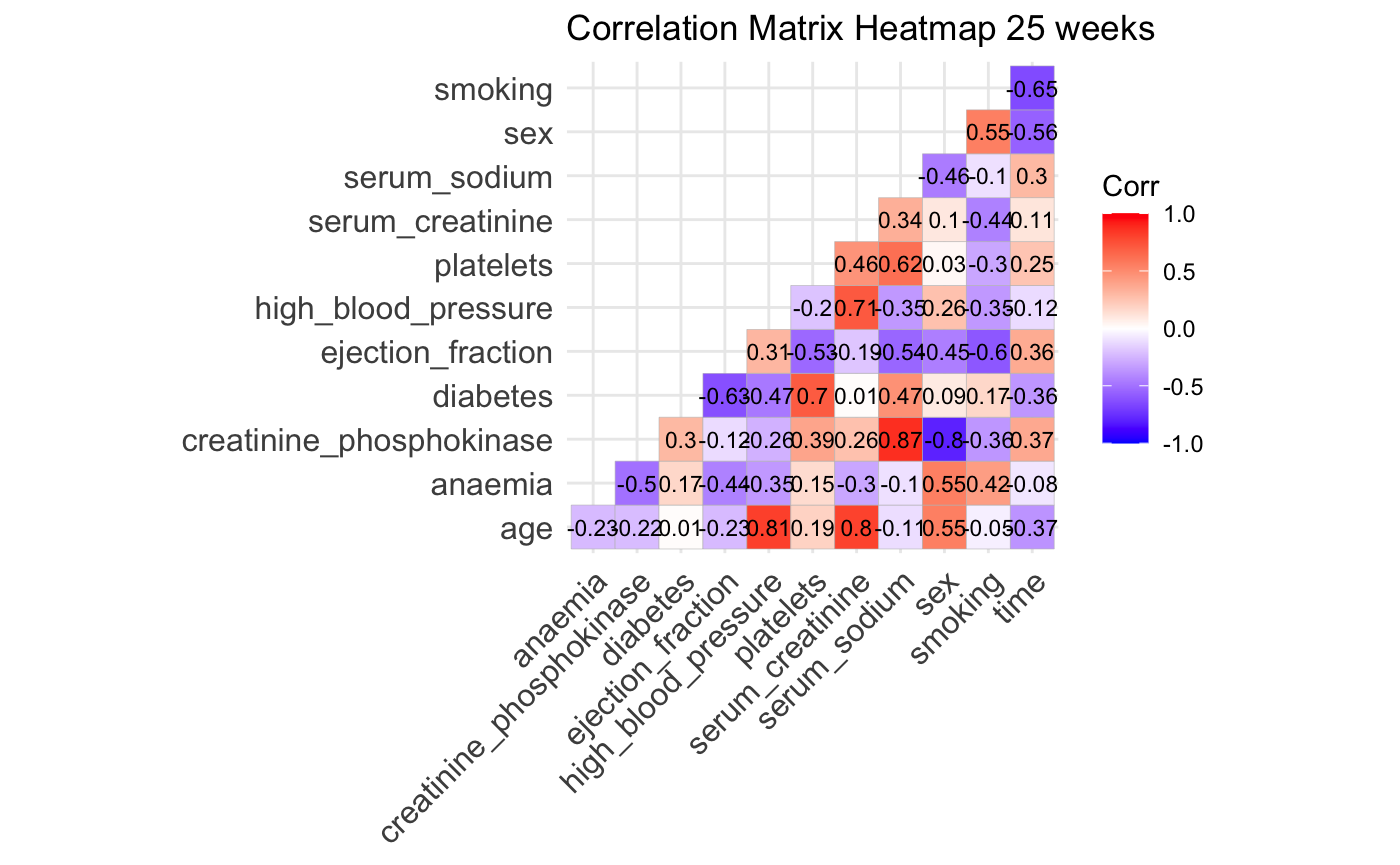 Correlation Matrix Heatmap 25 weeks
smoking -0.65
sex 0.55 -0.56
serum_sodium -0.46 -0.1 0.3
serum_creatinine 0.34 0.1 -0.44 0.11
platelets 0.46 0.62 0.03 -0.3 0.25
high_blood_pressure -0.2 0.71 -0.35 0.26 -0.35 -0.12
ejection_fraction 0.31 -0.53 -0.19 -0.54 -0.45 -0.6 0.36
diabetes -0.63 -0.47 0.7 0.01 0.47 0.09 0.17 -0.36
creatinine_phosphokinase 0.3 -0.12 -0.26 0.39 0.26 0.87 -0.8 -0.36 0.37
anaemia -0.5 0.17 -0.44 -0.35 0.15 -0.3 -0.1 0.55 0.42 -0.08
age -0.23 -0.22 0.01 -0.23 0.81 0.19 0.8 -0.11 0.55 -0.05 -0.37
anaemia
creatinine_phosphokinase
diabetes
ejection_fraction
high_blood_pressure
platelets
serum_creatinine
serum_sodium
sex
smoking
time
Corr
1.0
0.5
0.0
-0.5
-1.0